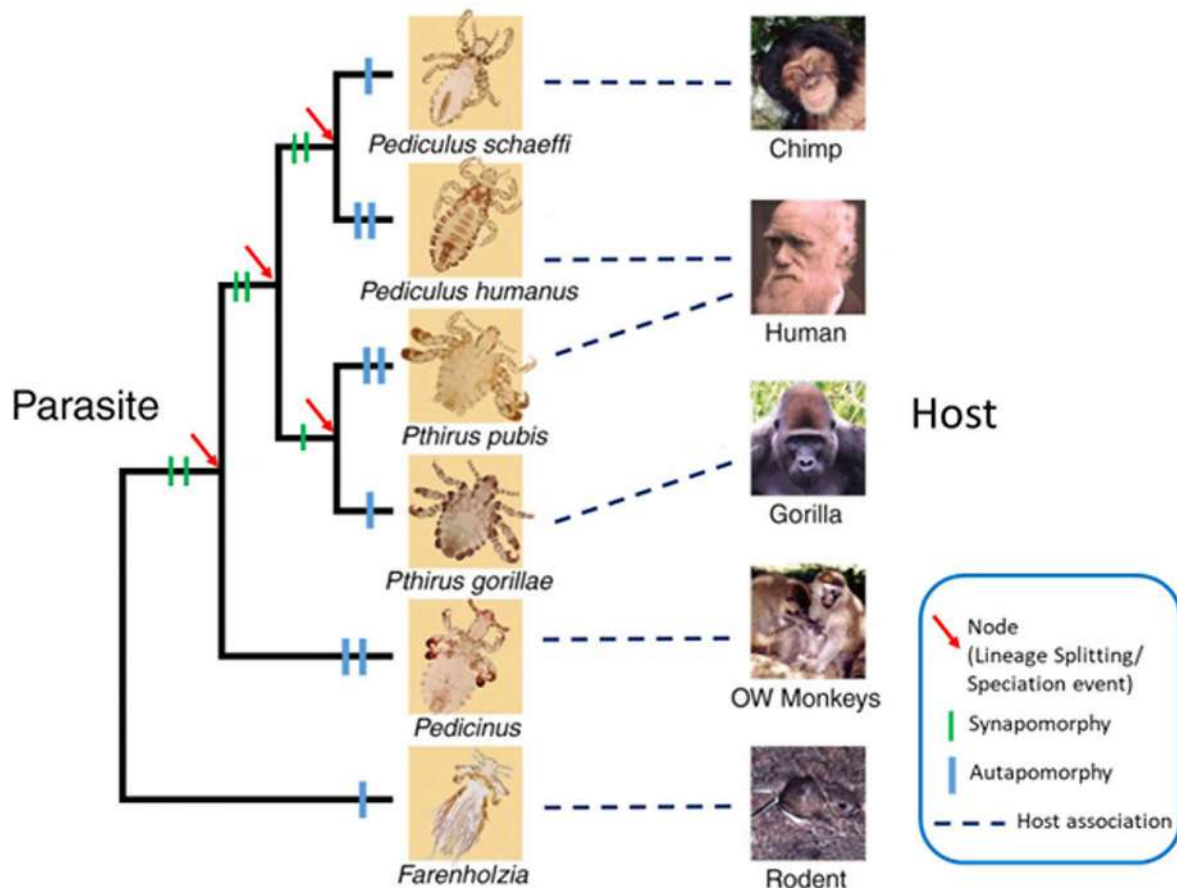 Pediculus schaeffi
Chimp
Pediculus humanus
Human
Parasite
Host
Pthirus pubis
Gorilla
Pthirus gorillae
Pedicinus
OW Monkeys
Farenholzia
Rodent
Node
(Lineage Splitting/
Speciation event)
Synapomorphy
Autapomorphy
Host association